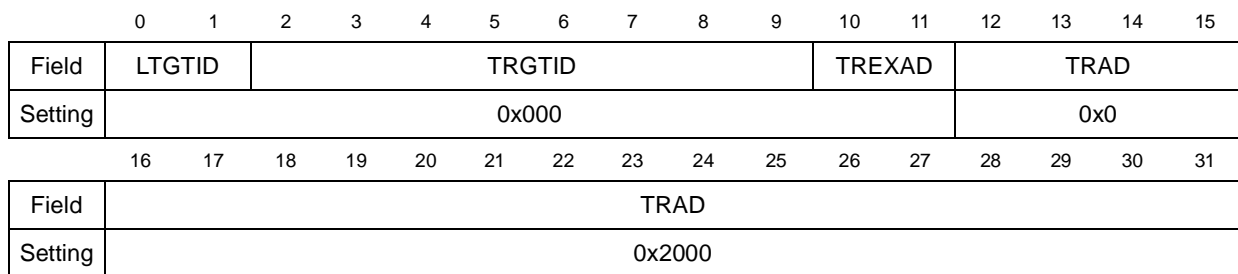 0 1 2 3 4 5 6 7 8 9 10 11 12 13 14 15
Field LTGTID TRGTID TREXAD TRAD
Setting 0x000 0x0
16 17 18 19 20 21 22 23 24 25 26 27 28 29 30 31
Field TRAD
Setting 0x2000